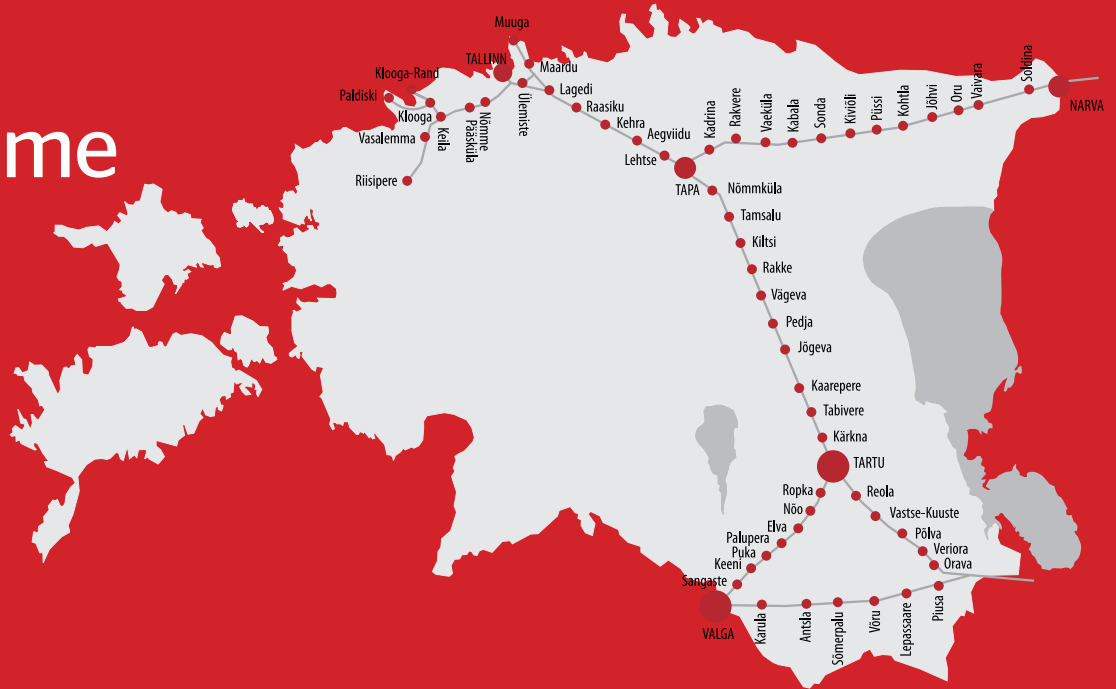 me
Muuga
TALLINN
Maardu
Klooga-Rand
Paldiski
Klooga
Keila
Pääsküla
Nõmme
Ülemiste
Lagedi
Raasiku
Kehra
Aegviidu
Lehtse
Vasalemma
Riisipere
TAPA
Kadrina
Rakvere
Vaeküla
Kabala
Sonda
Kiviõli
Püssi
Kohtla
Jõhvi
Oru
Vaivara
Soldina
NARVA
Nõmmküla
Tamsalu
Kiltsi
Rakke
Vägeva
Pedja
Jõgeva
Kaarepere
Tabivere
Kärkna
TARTU
Ropka
Nõo
Elva
Palupera
Puka
Keeni
Sangaste
VALGA
Reola
Vastse-Kuuste
Põlva
Veriora
Orava
Karula
Antsla
Sõmerpalu
Võru
Lepassaare
Piusa